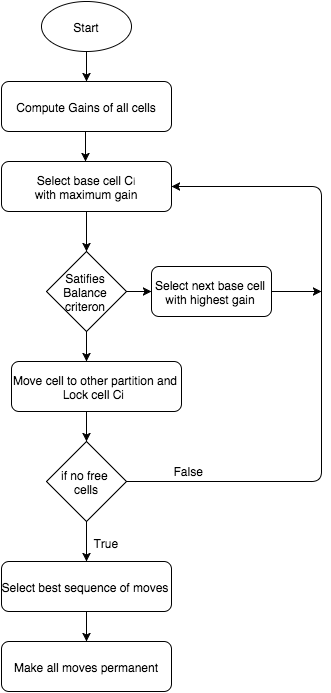 Start
Compute Gains of all cells
Select base cell Ci
with maximum gain
Satifies
Balance
criteron
Select next base cell
with highest gain
Move cell to other partition and
Lock cell Ci
if no free
cells
False
True
Select best sequence of moves
Make all moves permanent